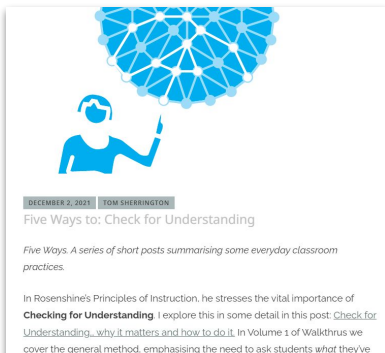 DECEMBER 2, 2021 TOM SHERRINGTON
Five Ways to: Check for Understanding
Five Ways. A series of short posts summarising some everyday classroom
practices.
In Rosenshine's Principles of Instruction, he stresses the vital importance of
Checking for Understanding. I explore this in some detail in this post: Check for
Understanding… why it matters and how to do it. In Volume 1 of Walkthrus we
cover the general method, emphasising the need to ask students what they've